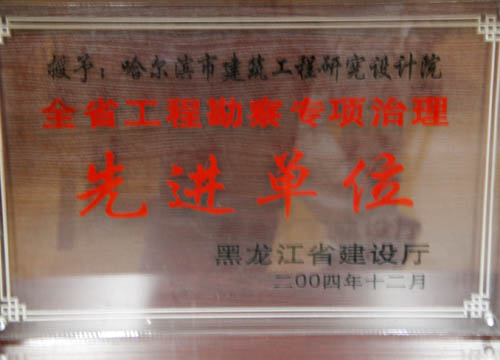 授予：哈尔滨市建筑工程研究设计院
全省工程勘察专项治理
先进单位
黑龙江省建设厅
二00四年十二月